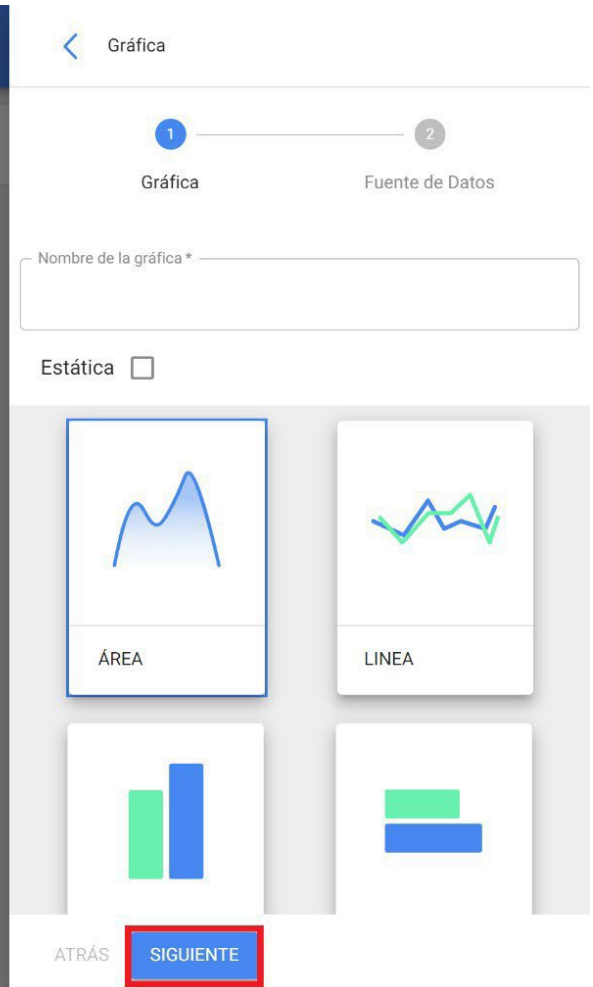 Gráfica
1
2
Gráfica
Fuente de Datos
Nombre de la gráfica *
Estática
ÁREA
LINEA
ATRÁS
SIGUIENTE